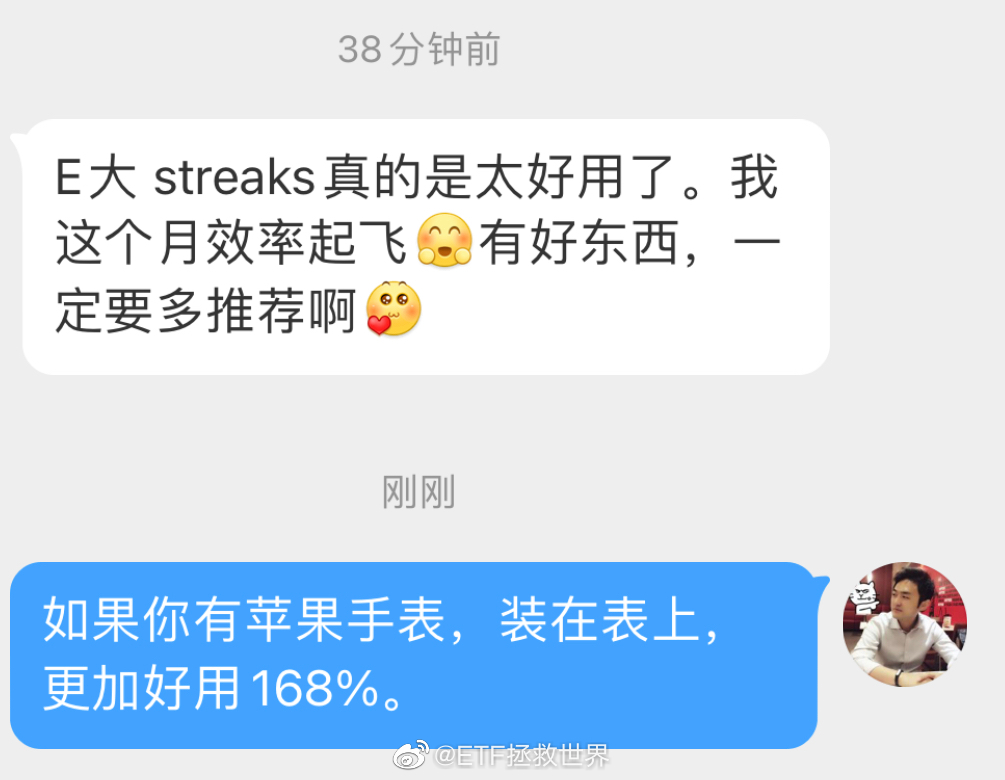 38分钟前
E大 streaks真的是太好用了。我
这个月效率起飞🤗有好东西，一
定要多推荐啊🥰
刚刚
如果你有苹果手表，装在表上，
更加好用168%。
@ETF拯救世界